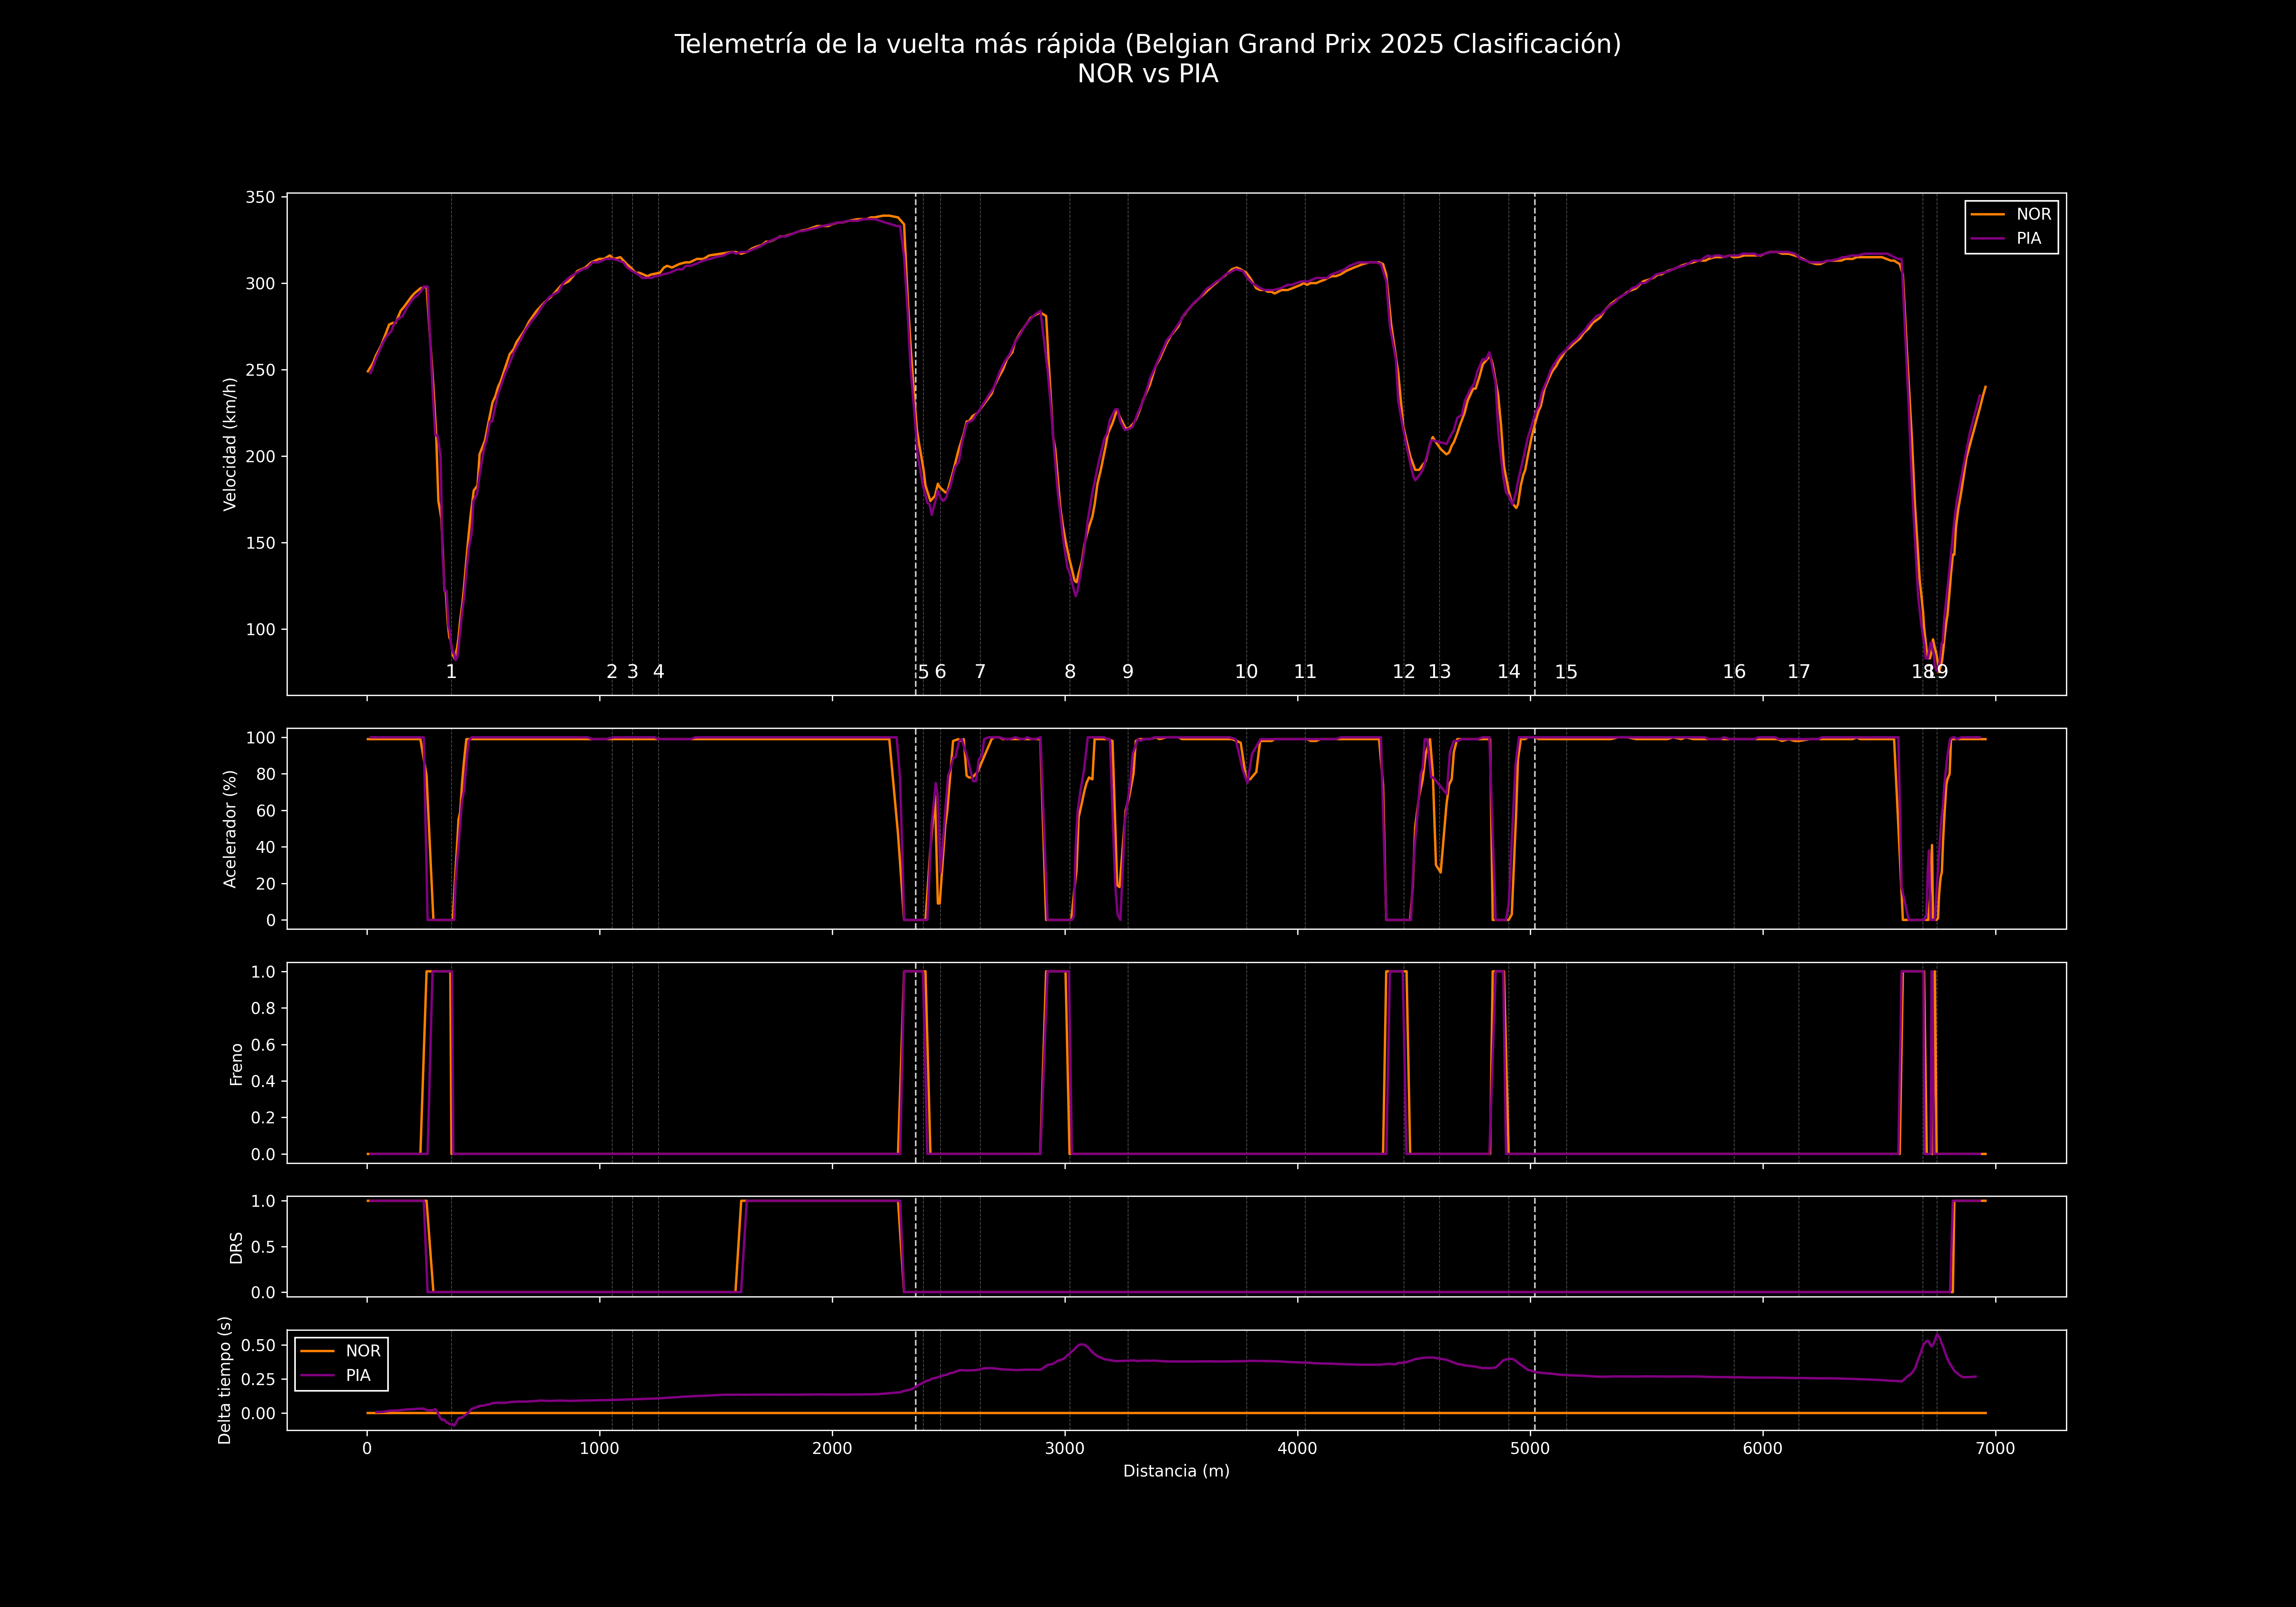 Telemetría de la vuelta más rápida (Belgian Grand Prix 2025 Clasificación)
NOR vs PIA
Velocidad (km/h)
350
300
250
200
150
100
NOR
PIA
1 2 3 4 5 6 7 8 9 10 11 12 13 14 15 16 17 18 19
Acelerador (%)
100
80
60
40
20
0
Freno
1.0
0.8
0.6
0.4
0.2
0.0
DRS
1.0
0.5
0.0
Delta tiempo (s)
0.50
0.25
0.00
NOR
PIA
0 1000 2000 3000 4000 5000 6000 7000
Distancia (m)